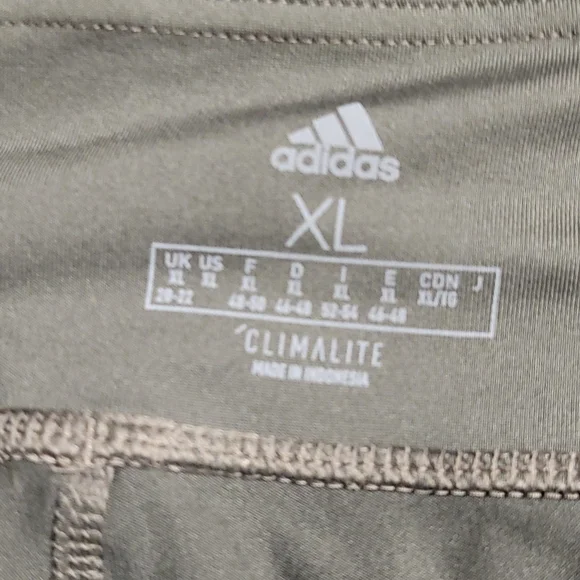 adidas
XL
UK US F D I E CDN J
XL XL XL XL XL XL XL/TG
20-22 48-50 46-48 52-54 46-48
CLIMALITE
MADE IN INDONESIA